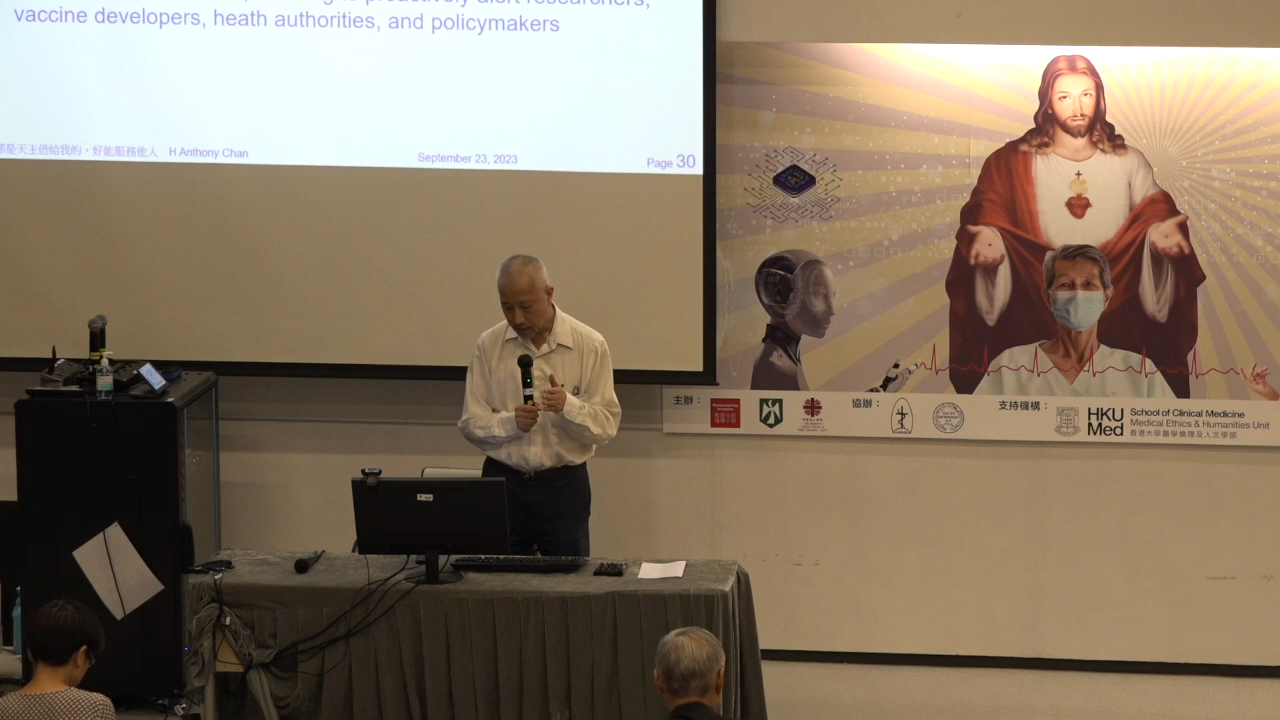 vaccine developers, heath authorities, and policymakers
都是天主借給我的，好能服務他人 H Anthony Chan
September 23, 2023
Page 30
主辦：
協辦：
支持機構：
HKU
Med
School of Clinical Medicine
Medical Ethics & Humanities Unit
香港大學醫學倫理及人文學部